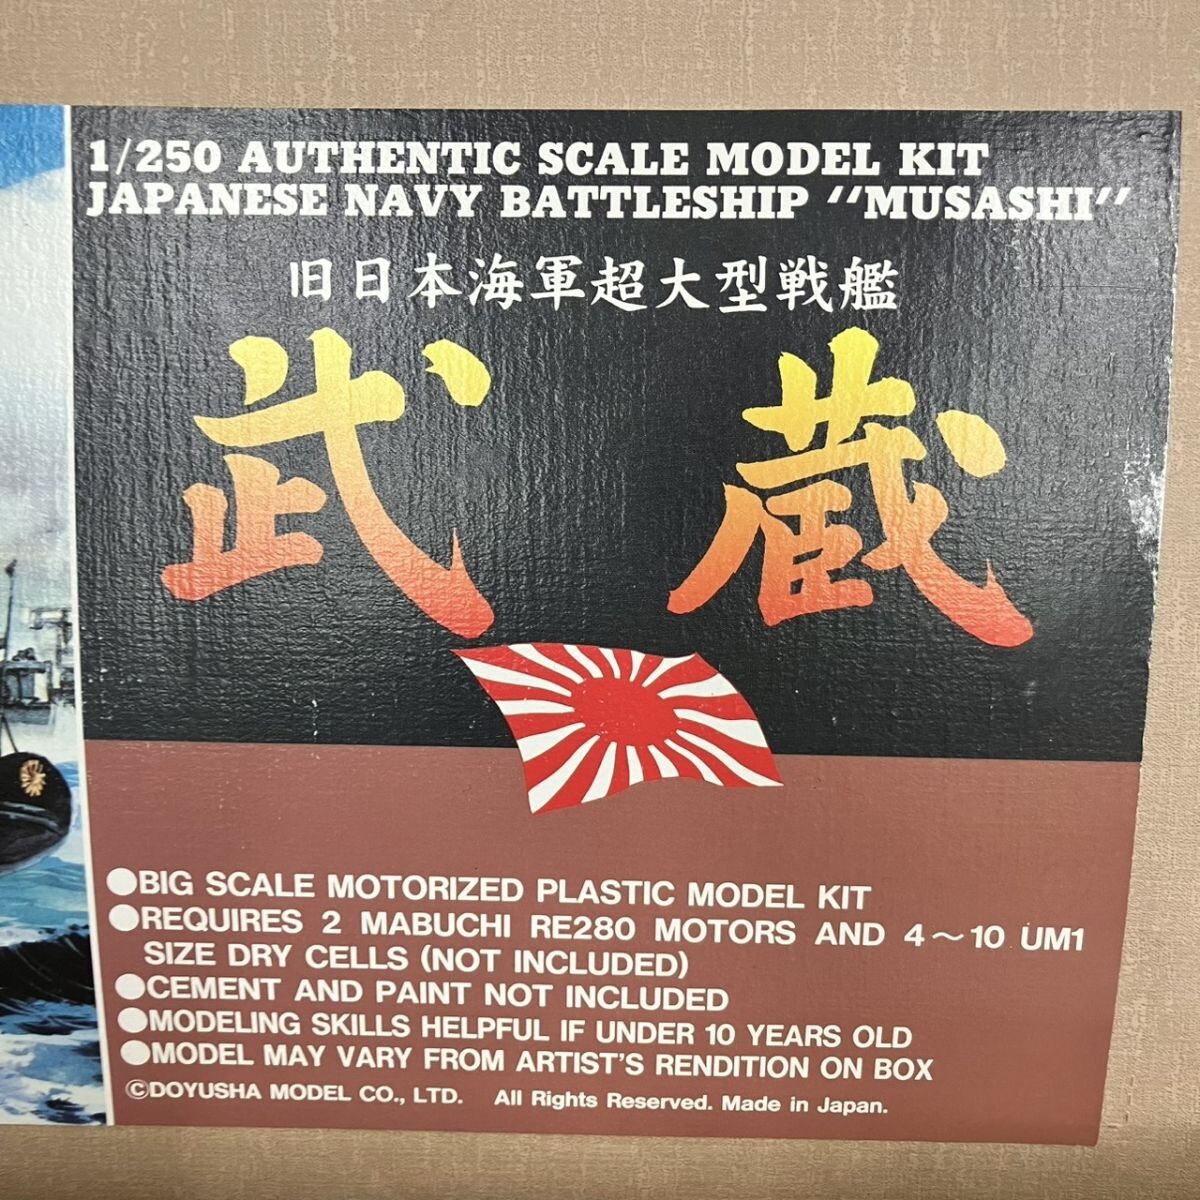 1/250 AUTHENTIC SCALE MODEL KIT
JAPANESE NAVY BATTLESHIP "MUSASHI"
旧日本海軍超大型戦艦
武蔵
●BIG SCALE MOTORIZED PLASTIC MODEL KIT
●REQUIRES 2 MABUCHI RE280 MOTORS AND 4～10 UM1
SIZE DRY CELLS (NOT INCLUDED)
●CEMENT AND PAINT NOT INCLUDED
●MODELING SKILLS HELPFUL IF UNDER 10 YEARS OLD
●MODEL MAY VARY FROM ARTIST'S RENDITION ON BOX
©DOYUSHA MODEL CO., LTD. All Rights Reserved. Made in Japan.